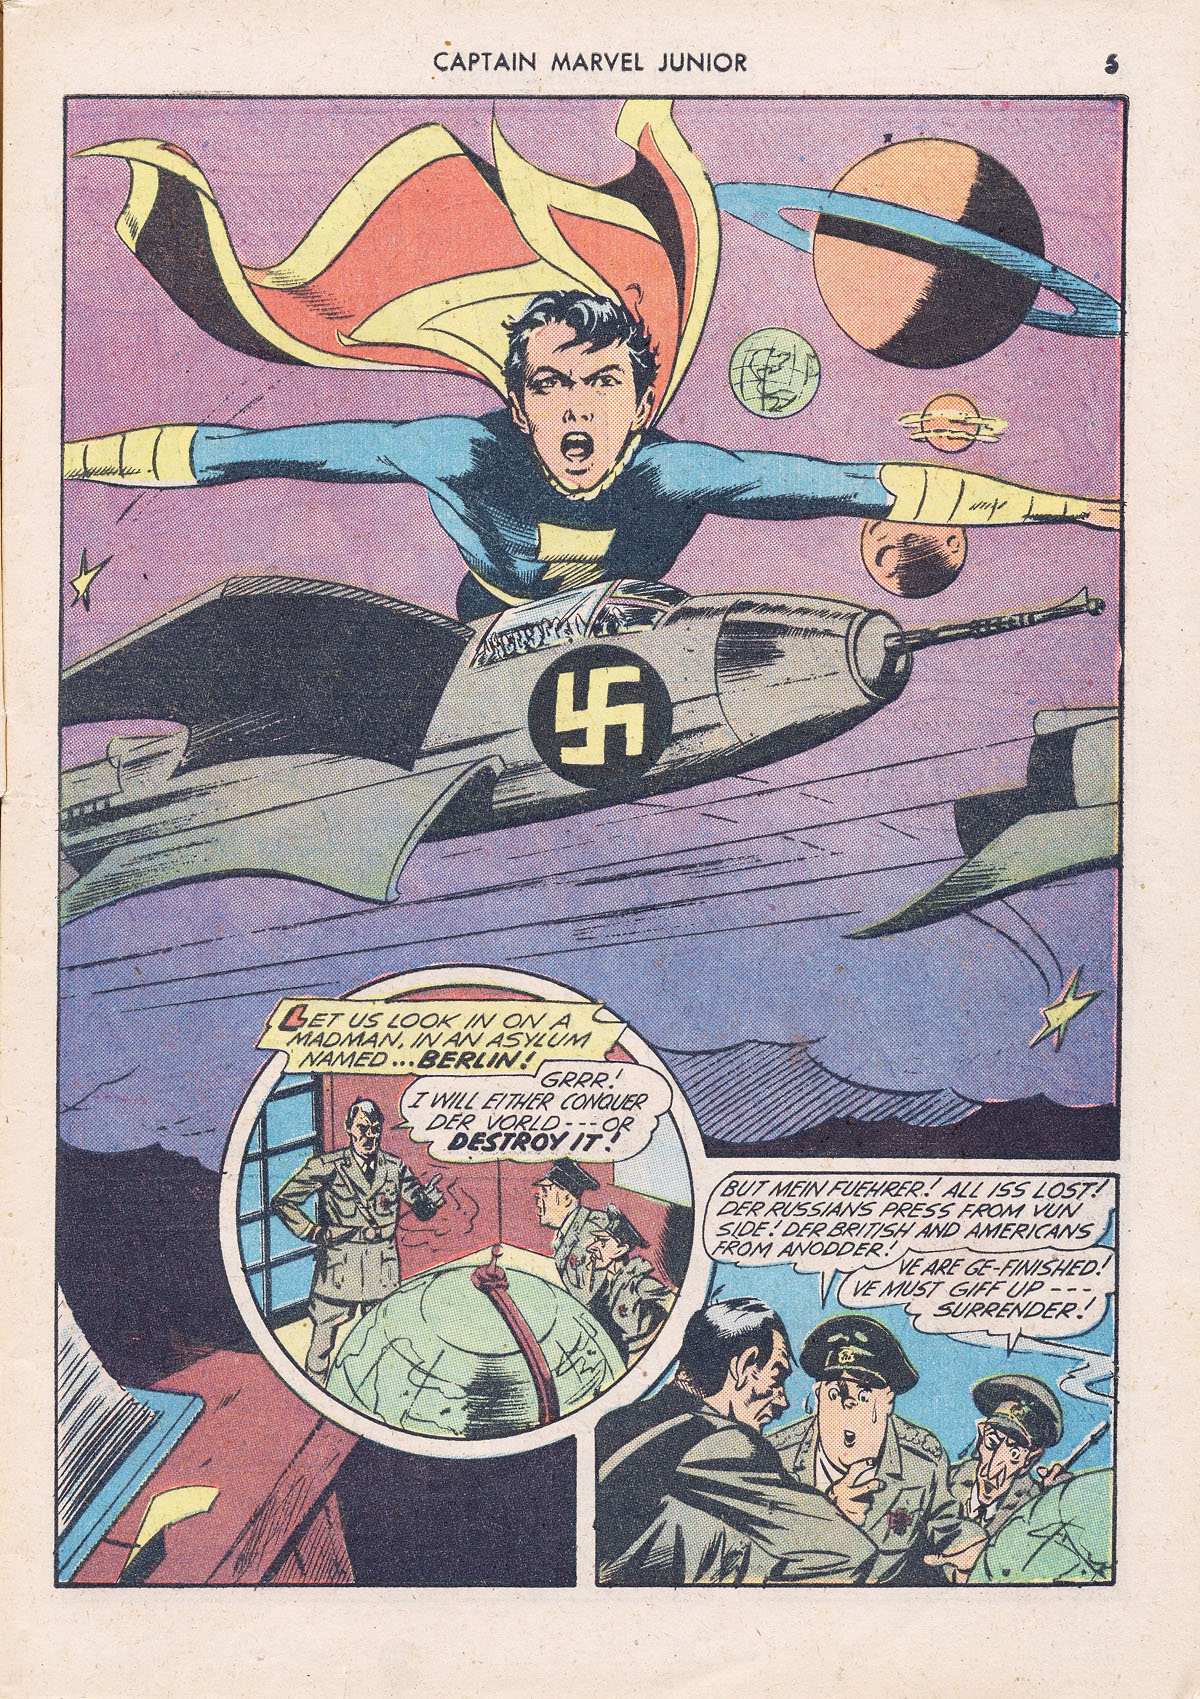 CAPTAIN MARVEL JUNIOR
5
LET US LOOK IN ON A
MADMAN, IN AN ASYLUM
NAMED...BERLIN!
GRRR!
I WILL EITHER CONQUER
DER VORLD---OR
DESTROY IT!
BUT MEIN FUEHRER! ALL ISS LOST!
DER RUSSIANS PRESS FROM VUN
SIDE! DER BRITISH AND AMERICANS
FROM ANODDER!
VE ARE GE-FINISHED!
VE MUST GIFF UP---
SURRENDER!